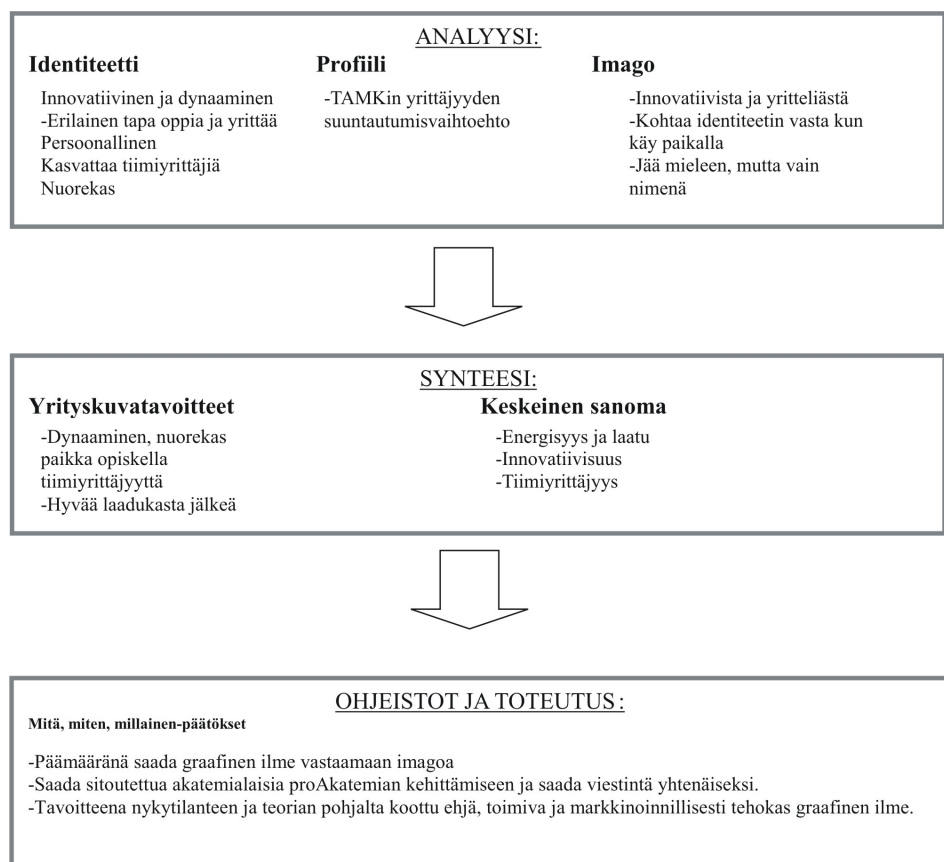 ANALYYSI:
Identiteetti
Innovatiivinen ja dynaaminen
-Erilainen tapa oppia ja yrittää
Persoonallinen
Kasvattaa tiimiyrittäjiä
Nuorekas
Profiili
-TAMKin yrittäjyyden
suuntautumisvaihtoehto
Imago
-Innovatiivista ja yritteliästä
-Kohtaa identiteetin vasta kun
käy paikalla
-Jää mieleen, mutta vain
nimenä
SYNTEESI:
Yrityskuvatavoitteet
-Dynaaminen, nuorekas
paikka opiskella
tiimiyrittäjyyttä
-Hyvää laadukasta jälkeä
Keskeinen sanoma
-Energisyys ja laatu
-Innovatiivisuus
-Tiimiyrittäjyys
OHJEISTOT JA TOTEUTUS:
Mitä, miten, millainen-päätökset
-Päämääränä saada graafinen ilme vastaamaan imagoa
-Saada sitoutettua akatemialaisia proAkatemian kehittämiseen ja saada viestintä yhtenäiseksi.
-Tavoitteena nykytilanteen ja teorian pohjalta koottu ehjä, toimiva ja markkinoinnillisesti tehokas graafinen ilme.